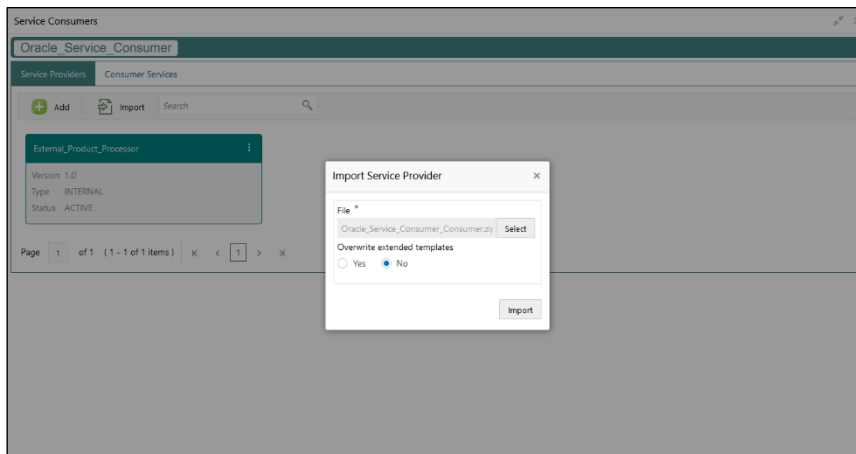 Service Consumers
Oracle_Service_Consumer
Service Providers Consumer Services
Add Import Search
External_Product_Processor
Version 1.0
Type INTERNAL
Status ACTIVE
Page 1 of 1 (1 - 1 of 1 items) 1
Import Service Provider
File *
Oracle_Service_Consumer_Consumer.zip Select
Overwrite extended templates
Yes No
Import